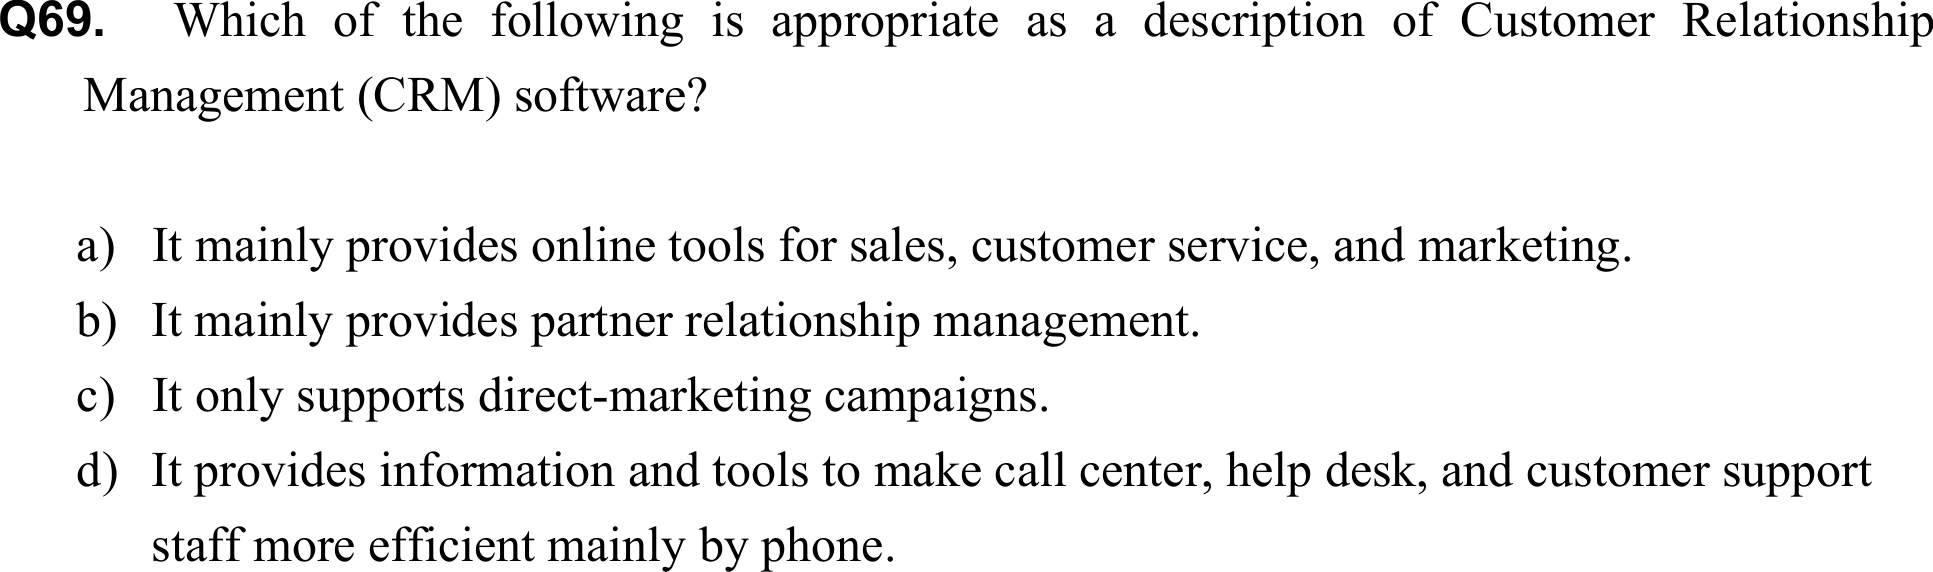 Q69. Which of the following is appropriate as a description of Customer Relationship
Management (CRM) software?
a) It mainly provides online tools for sales, customer service, and marketing.
b) It mainly provides partner relationship management.
c) It only supports direct-marketing campaigns.
d) It provides information and tools to make call center, help desk, and customer support
staff more efficient mainly by phone.